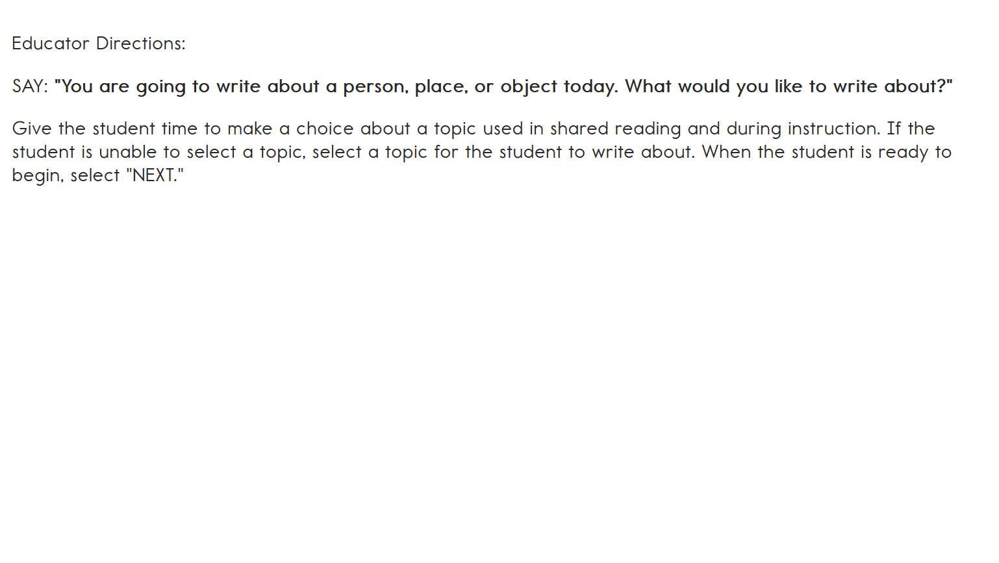 Educator Directions:
SAY: "You are going to write about a person, place, or object today. What would you like to write about?"
Give the student time to make a choice about a topic used in shared reading and during instruction. If the
student is unable to select a topic, select a topic for the student to write about. When the student is ready to
begin, select "NEXT."